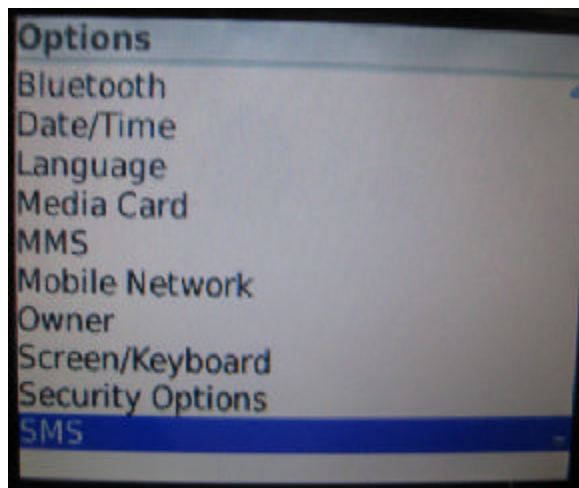 Options
Bluetooth
Date/Time
Language
Media Card
MMS
Mobile Network
Owner
Screen/Keyboard
Security Options
SMS